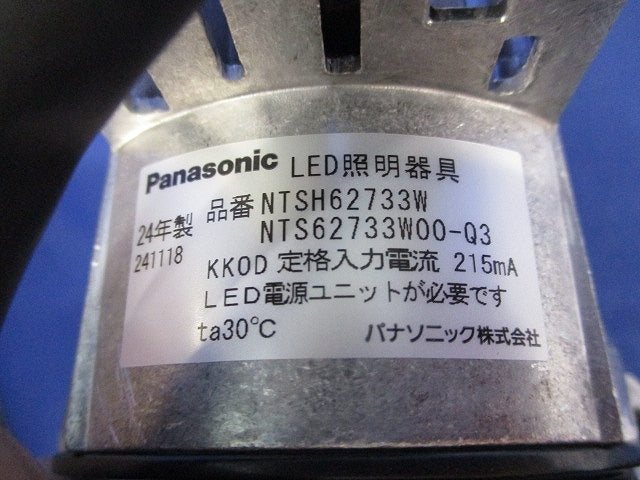 Panasonic LED照明器具
品番 NTSH62733W
24年製 NTS62733W00-Q3
241118 KKOD 定格入力電流 215mA
LED電源ユニットが必要です
ta30℃ パナソニック株式会社